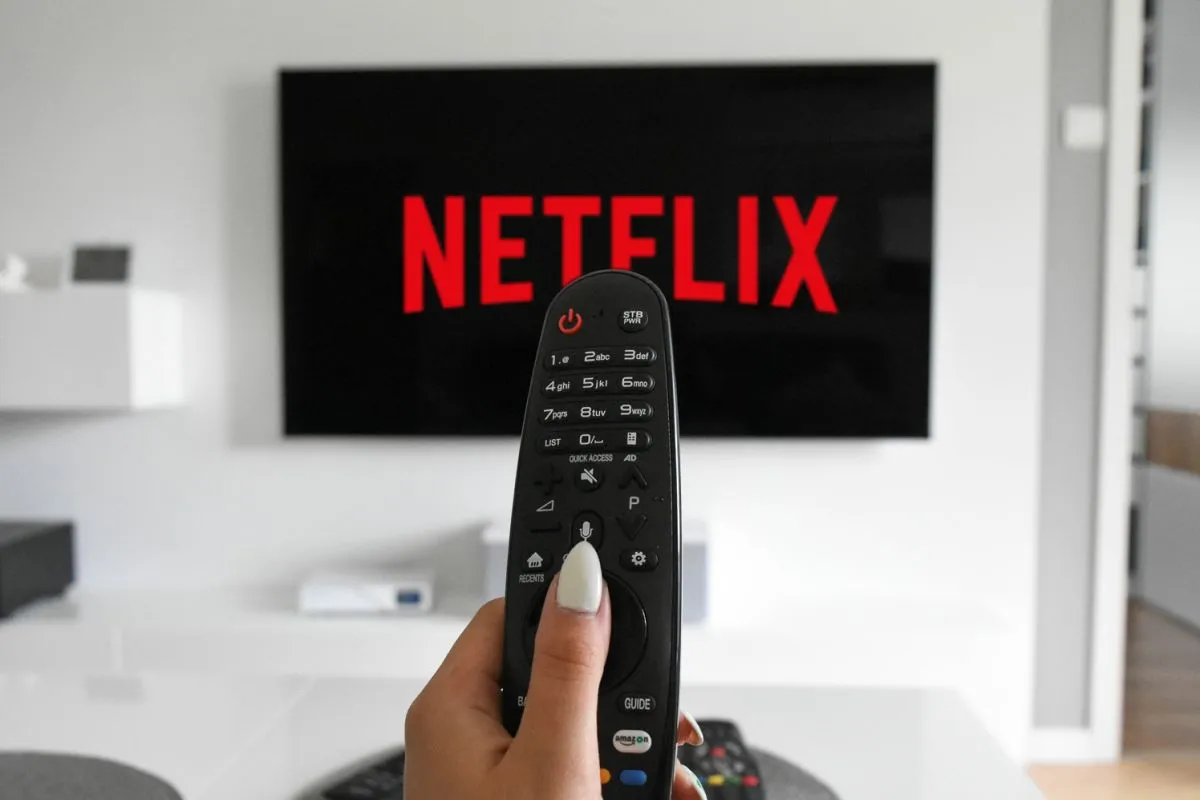 NETFLIX
STB
PWR
1.@ 2abc 3def
4ghi 5jkl 6mno
7pqrs 8tuv 9wxyz
LIST 0/⎵
QUICK ACCESS AD
P
RECENTS
GUIDE
amazon